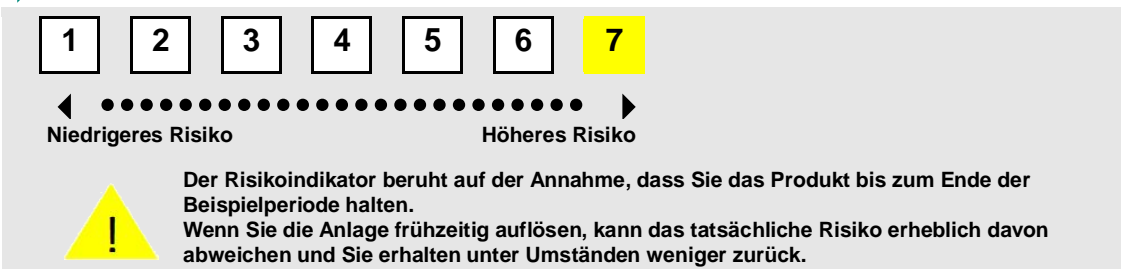 1 2 3 4 5 6 7
Niedrigeres Risiko Höheres Risiko
Der Risikoindikator beruht auf der Annahme, dass Sie das Produkt bis zum Ende der
Beispielperiode halten.
!
Wenn Sie die Anlage frühzeitig auflösen, kann das tatsächliche Risiko erheblich davon
abweichen und Sie erhalten unter Umständen weniger zurück.